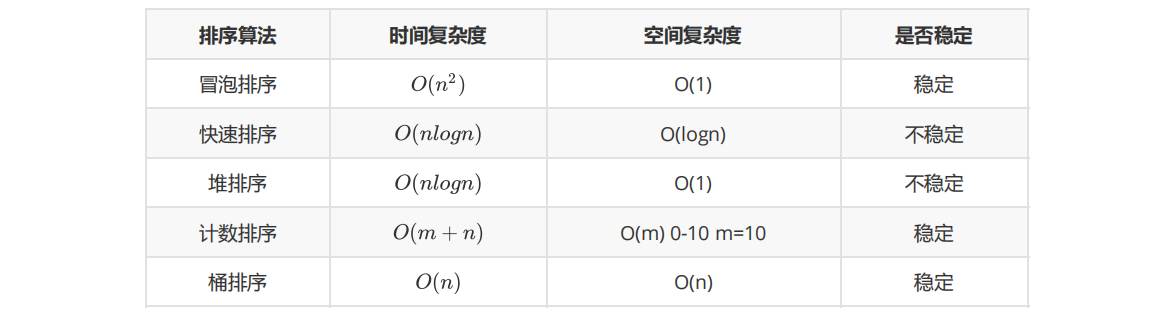 排序算法 时间复杂度 空间复杂度 是否稳定
冒泡排序 O(n²) O(1) 稳定
快速排序 O(nlogn) O(logn) 不稳定
堆排序 O(nlogn) O(1) 不稳定
计数排序 O(m + n) O(m) 0-10 m=10 稳定
桶排序 O(n) O(n) 稳定